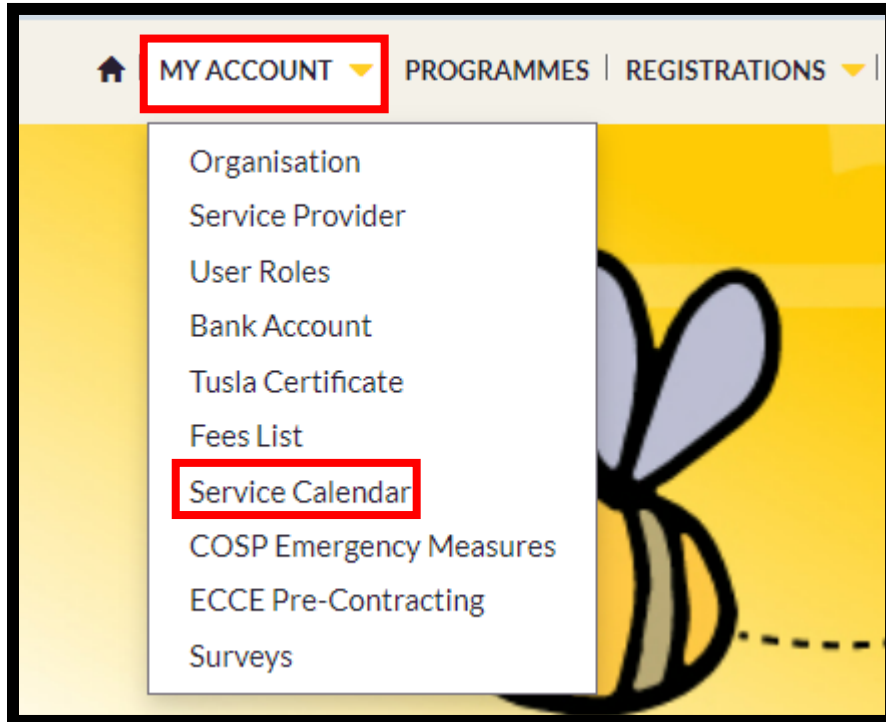 MY ACCOUNT PROGRAMMES | REGISTRATIONS |
Organisation
Service Provider
User Roles
Bank Account
Tusla Certificate
Fees List
Service Calendar
COSP Emergency Measures
ECCE Pre-Contracting
Surveys